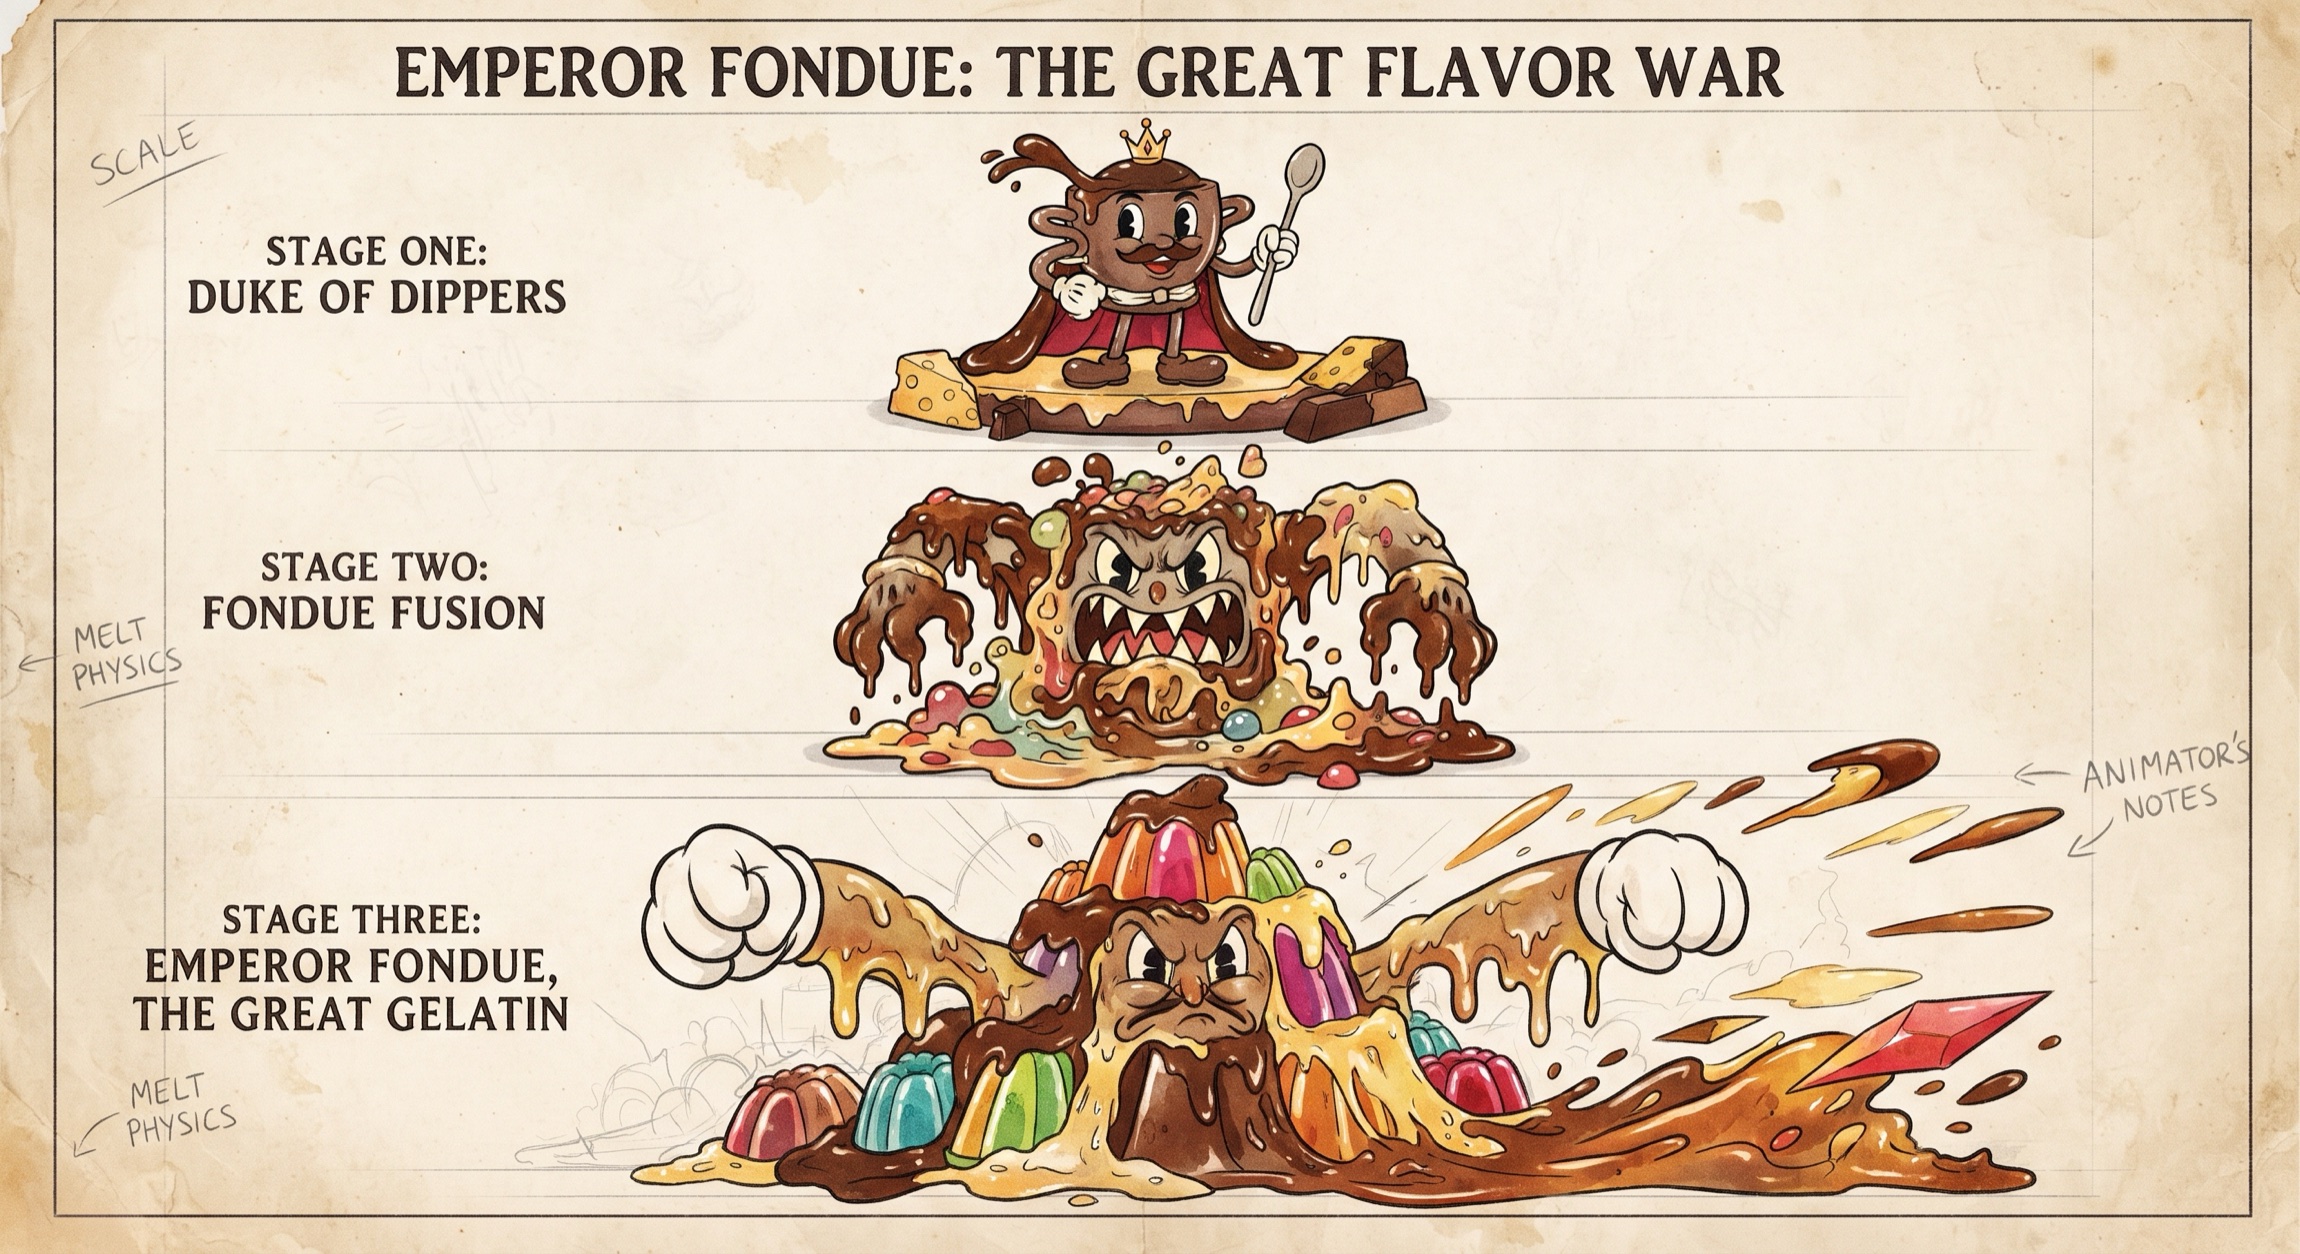 EMPEROR FONDUE: THE GREAT FLAVOR WAR
SCALE
STAGE ONE:
DUKE OF DIPPERS
STAGE TWO:
FONDUE FUSION
MELT
PHYSICS
ANIMATOR'S
NOTES
STAGE THREE:
EMPEROR FONDUE,
THE GREAT GELATIN
MELT
PHYSICS